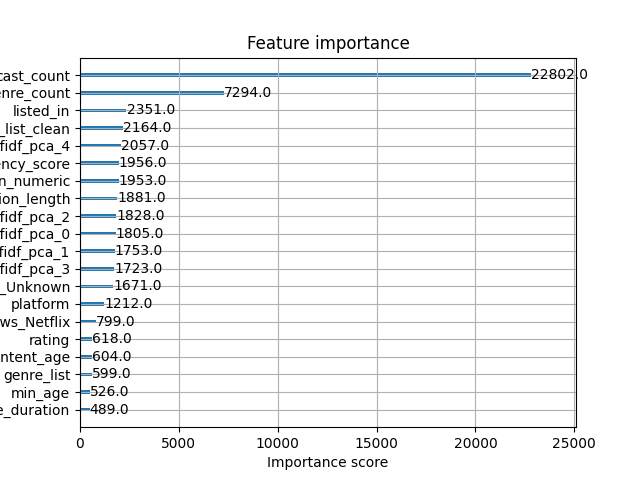 Feature importance
cast_count 22802.0
enre_count 7294.0
listed_in 2351.0
_list_clean 2164.0
fidf_pca_4 2057.0
ency_score 1956.0
n_numeric 1953.0
ion_length 1881.0
fidf_pca_2 1828.0
fidf_pca_0 1805.0
fidf_pca_1 1753.0
fidf_pca_3 1723.0
_Unknown 1671.0
platform 1212.0
ws_Netflix 799.0
rating 618.0
ntent_age 604.0
genre_list 599.0
min_age 526.0
e_duration 489.0
0 5000 10000 15000 20000 25000
Importance score